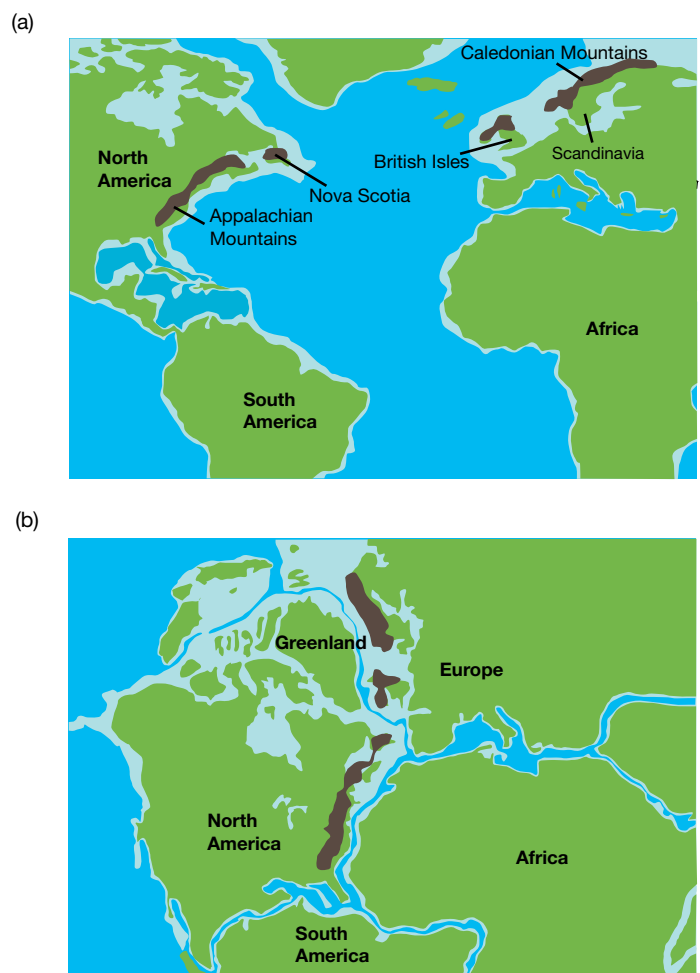 (a)
Caledonian Mountains
North
America
British Isles
Scandinavia
Nova Scotia
Appalachian
Mountains
Africa
South
America
(b)
Greenland
Europe
North
America
Africa
South
America